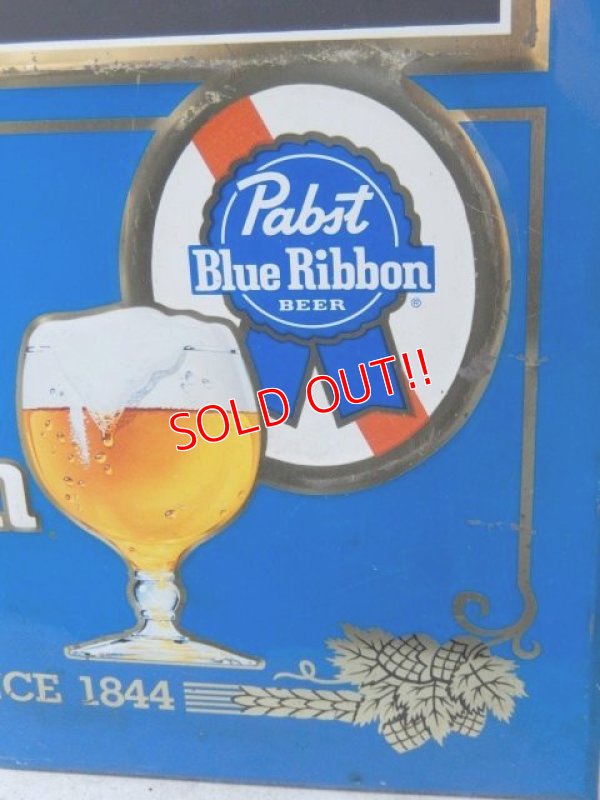 Pabst
Blue Ribbon
BEER
®
SOLD OUT!!
n
CE 1844